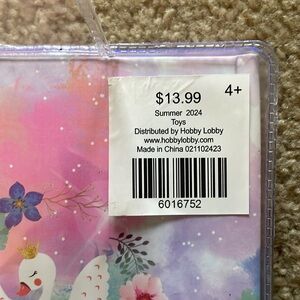 $13.99
4+
Summer 2024
Toys
Distributed by Hobby Lobby
www.hobbylobby.com
Made in China 021102423
6016752